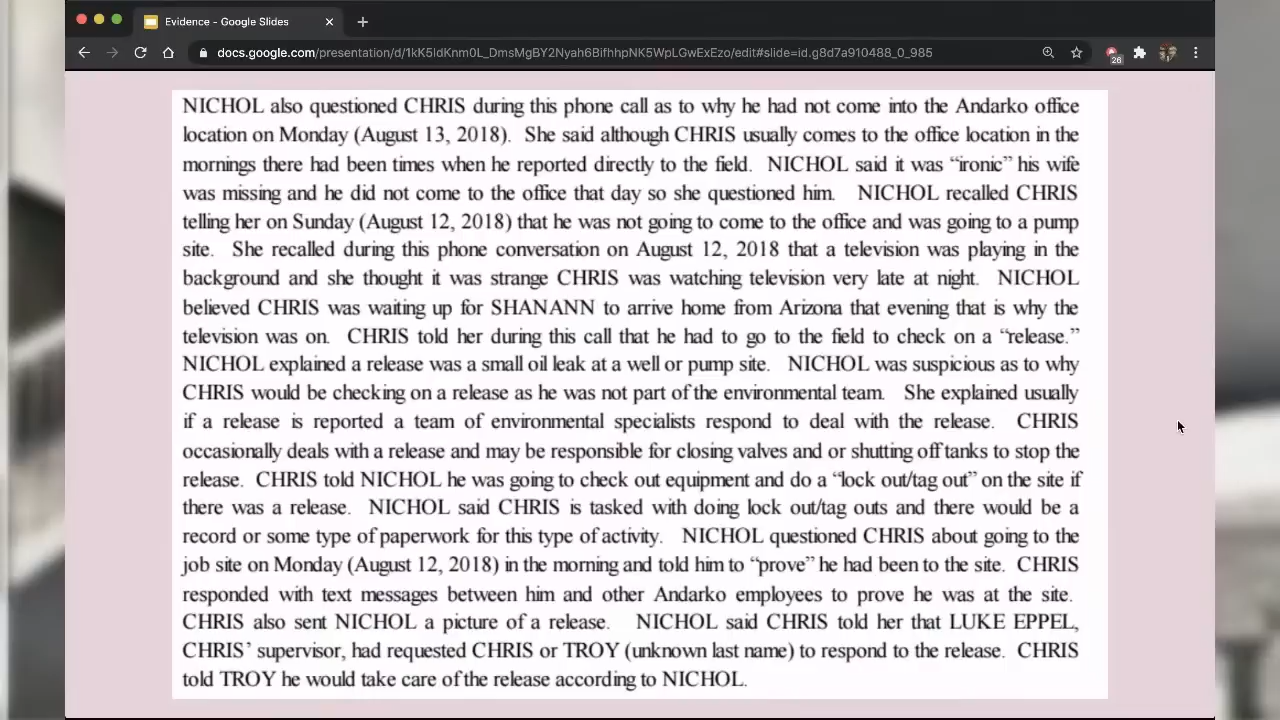 Evidence - Google Slides
docs.google.com/presentation/d/1kK5IdKnm0L_DmsMgBY2Nyah6BifhhpNK5WpLGwExEzo/edit#slide=id.g8d7a910488_0_985
26
NICHOL also questioned CHRIS during this phone call as to why he had not come into the Andarko office
location on Monday (August 13, 2018). She said although CHRIS usually comes to the office location in the
mornings there had been times when he reported directly to the field. NICHOL said it was “ironic” his wife
was missing and he did not come to the office that day so she questioned him. NICHOL recalled CHRIS
telling her on Sunday (August 12, 2018) that he was not going to come to the office and was going to a pump
site. She recalled during this phone conversation on August 12, 2018 that a television was playing in the
background and she thought it was strange CHRIS was watching television very late at night. NICHOL
believed CHRIS was waiting up for SHANANN to arrive home from Arizona that evening that is why the
television was on. CHRIS told her during this call that he had to go to the field to check on a “release.”
NICHOL explained a release was a small oil leak at a well or pump site. NICHOL was suspicious as to why
CHRIS would be checking on a release as he was not part of the environmental team. She explained usually
if a release is reported a team of environmental specialists respond to deal with the release. CHRIS
occasionally deals with a release and may be responsible for closing valves and or shutting off tanks to stop the
release. CHRIS told NICHOL he was going to check out equipment and do a “lock out/tag out” on the site if
there was a release. NICHOL said CHRIS is tasked with doing lock out/tag outs and there would be a
record or some type of paperwork for this type of activity. NICHOL questioned CHRIS about going to the
job site on Monday (August 12, 2018) in the morning and told him to “prove” he had been to the site. CHRIS
responded with text messages between him and other Andarko employees to prove he was at the site.
CHRIS also sent NICHOL a picture of a release. NICHOL said CHRIS told her that LUKE EPPEL,
CHRIS’ supervisor, had requested CHRIS or TROY (unknown last name) to respond to the release. CHRIS
told TROY he would take care of the release according to NICHOL.